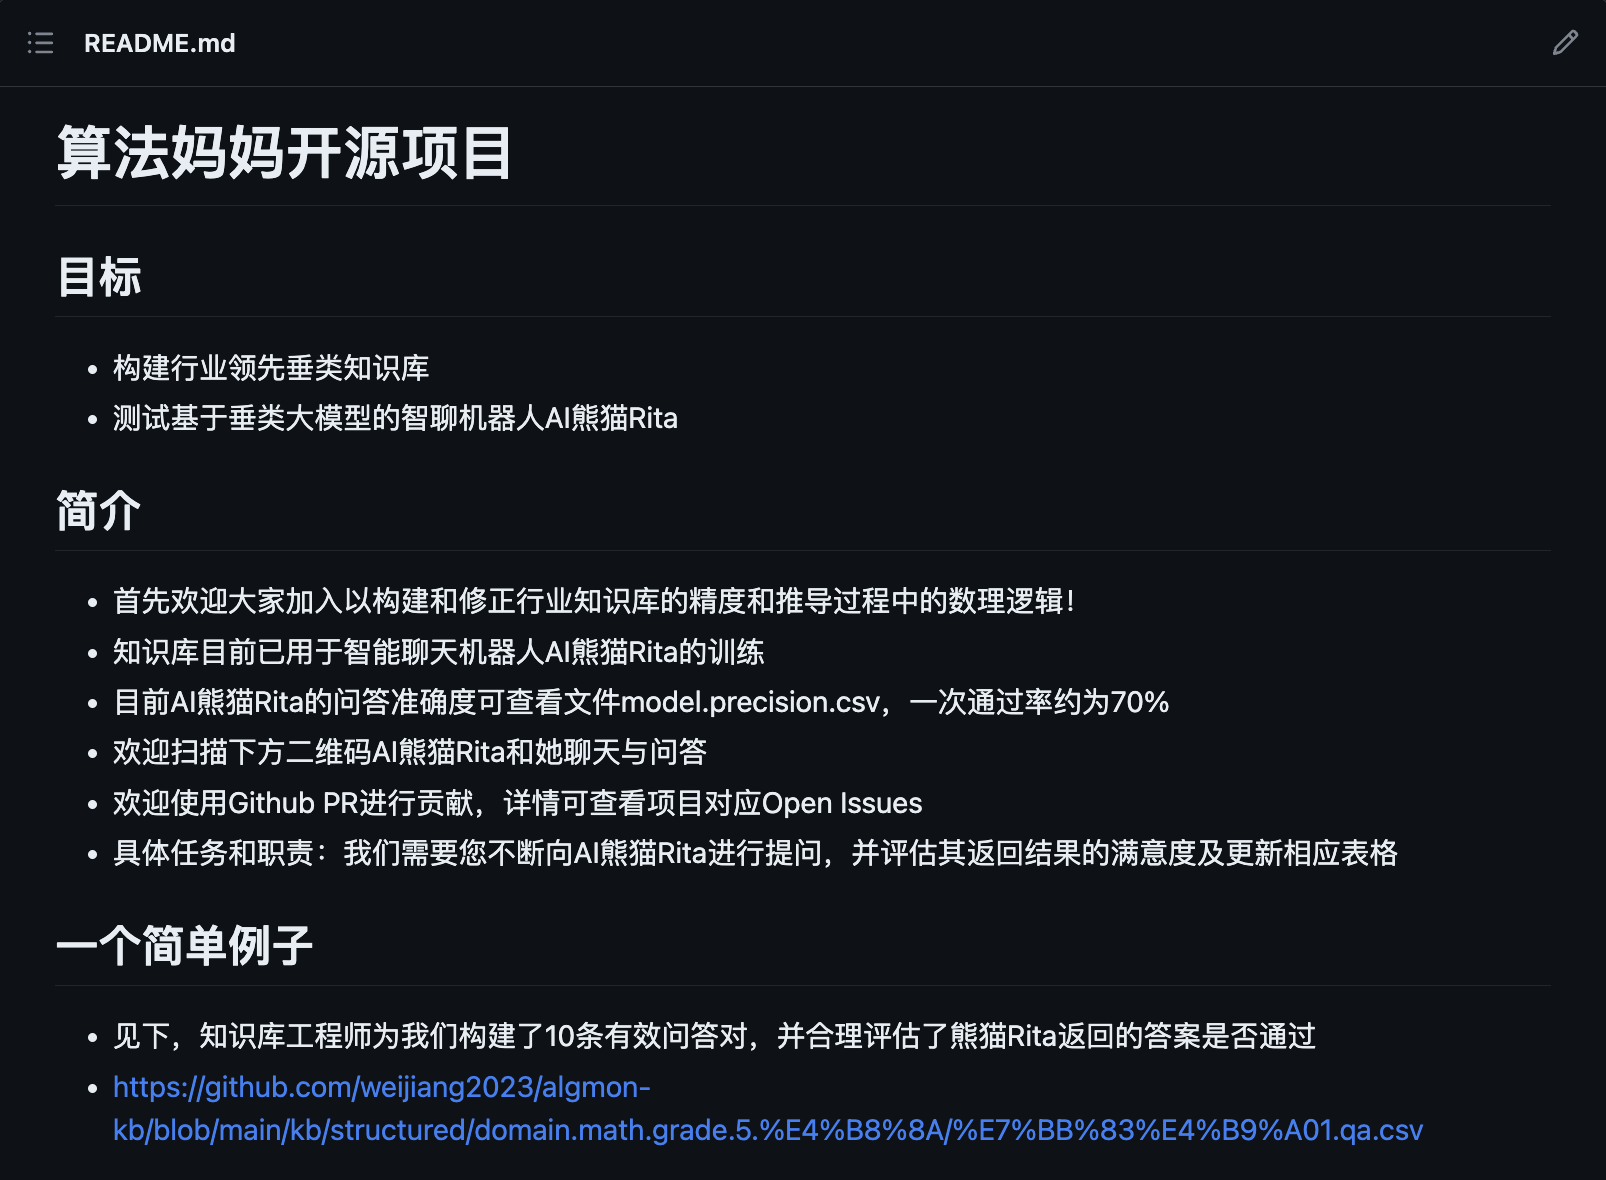 README.md
算法妈妈开源项目
目标
构建行业领先垂类知识库
测试基于垂类大模型的智聊机器人AI熊猫Rita
简介
首先欢迎大家加入以构建和修正行业知识库的精度和推导过程中的数理逻辑！
知识库目前已用于智能聊天机器人AI熊猫Rita的训练
目前AI熊猫Rita的问答准确度可查看文件model.precision.csv，一次通过率约为70%
欢迎扫描下方二维码AI熊猫Rita和她聊天与问答
欢迎使用Github PR进行贡献，详情可查看项目对应Open Issues
具体任务和职责：我们需要您不断向AI熊猫Rita进行提问，并评估其返回结果的满意度及更新相应表格
一个简单例子
见下，知识库工程师为我们构建了10条有效问答对，并合理评估了熊猫Rita返回的答案是否通过
https://github.com/weijiang2023/algmon-
kb/blob/main/kb/structured/domain.math.grade.5.%E4%B8%8A/%E7%BB%83%E4%B9%A01.qa.csv